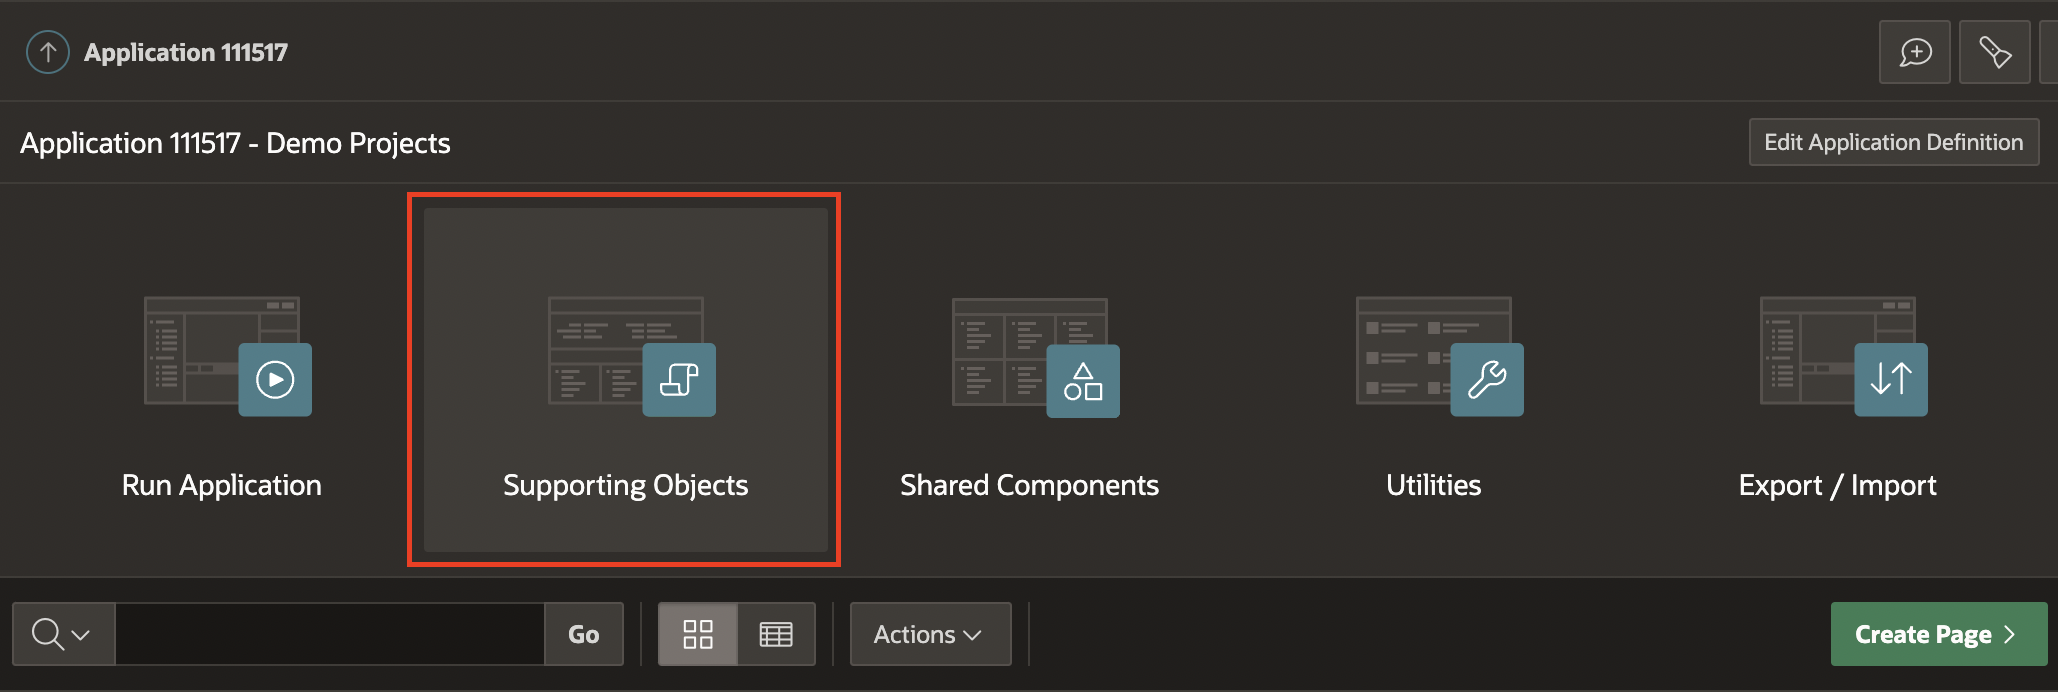 Application 111517
Application 111517 - Demo Projects
Edit Application Definition
Run Application
Supporting Objects
Shared Components
Utilities
Export / Import
Go
Actions
Create Page